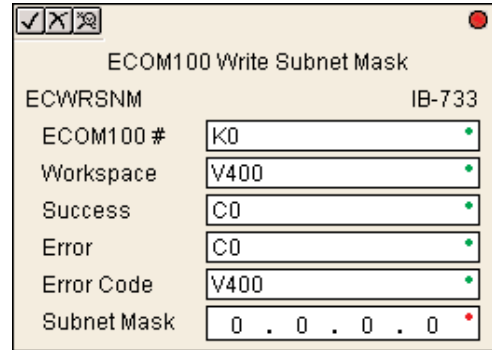 ECOM100 Write Subnet Mask
ECWRSNM IB-733
ECOM100 # K0
Workspace V400
Success C0
Error C0
Error Code V400
Subnet Mask 0 . 0 . 0 . 0